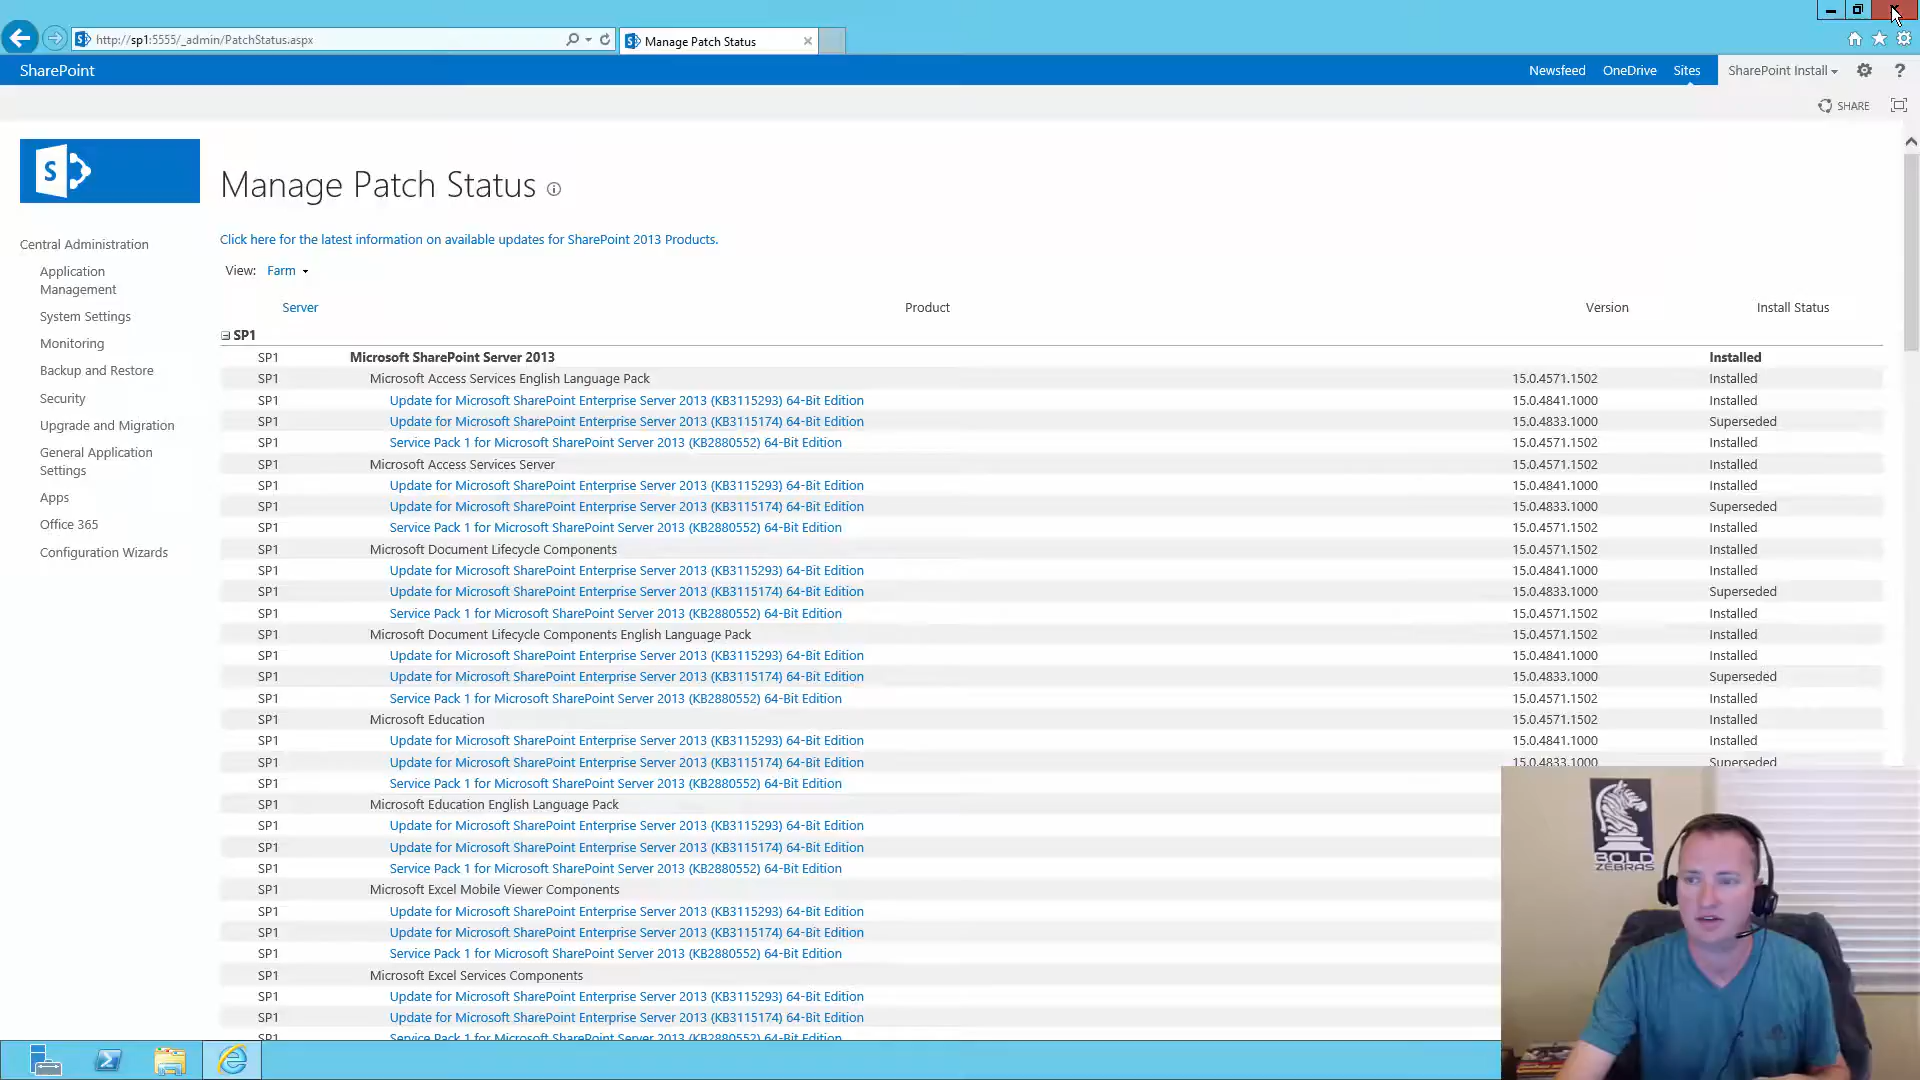 http://sp1:5555/_admin/PatchStatus.aspx
Manage Patch Status
SharePoint
Newsfeed OneDrive Sites SharePoint Install ?
SHARE
S
Manage Patch Status
Click here for the latest information on available updates for SharePoint 2013 Products.
View: Farm
Central Administration
Application
Management
System Settings
Monitoring
Backup and Restore
Security
Upgrade and Migration
General Application
Settings
Apps
Office 365
Configuration Wizards
Server Product Version Install Status
SP1
SP1 Microsoft SharePoint Server 2013 Installed
SP1 Microsoft Access Services English Language Pack 15.0.4571.1502 Installed
SP1 Update for Microsoft SharePoint Enterprise Server 2013 (KB3115293) 64-Bit Edition 15.0.4841.1000 Installed
SP1 Update for Microsoft SharePoint Enterprise Server 2013 (KB3115174) 64-Bit Edition 15.0.4833.1000 Superseded
SP1 Service Pack 1 for Microsoft SharePoint Server 2013 (KB2880552) 64-Bit Edition 15.0.4571.1502 Installed
SP1 Microsoft Access Services Server 15.0.4571.1502 Installed
SP1 Update for Microsoft SharePoint Enterprise Server 2013 (KB3115293) 64-Bit Edition 15.0.4841.1000 Installed
SP1 Update for Microsoft SharePoint Enterprise Server 2013 (KB3115174) 64-Bit Edition 15.0.4833.1000 Superseded
SP1 Service Pack 1 for Microsoft SharePoint Server 2013 (KB2880552) 64-Bit Edition 15.0.4571.1502 Installed
SP1 Microsoft Document Lifecycle Components 15.0.4571.1502 Installed
SP1 Update for Microsoft SharePoint Enterprise Server 2013 (KB3115293) 64-Bit Edition 15.0.4841.1000 Installed
SP1 Update for Microsoft SharePoint Enterprise Server 2013 (KB3115174) 64-Bit Edition 15.0.4833.1000 Superseded
SP1 Service Pack 1 for Microsoft SharePoint Server 2013 (KB2880552) 64-Bit Edition 15.0.4571.1502 Installed
SP1 Microsoft Document Lifecycle Components English Language Pack 15.0.4571.1502 Installed
SP1 Update for Microsoft SharePoint Enterprise Server 2013 (KB3115293) 64-Bit Edition 15.0.4841.1000 Installed
SP1 Update for Microsoft SharePoint Enterprise Server 2013 (KB3115174) 64-Bit Edition 15.0.4833.1000 Superseded
SP1 Service Pack 1 for Microsoft SharePoint Server 2013 (KB2880552) 64-Bit Edition 15.0.4571.1502 Installed
SP1 Microsoft Education 15.0.4571.1502 Installed
SP1 Update for Microsoft SharePoint Enterprise Server 2013 (KB3115293) 64-Bit Edition 15.0.4841.1000 Installed
SP1 Update for Microsoft SharePoint Enterprise Server 2013 (KB3115174) 64-Bit Edition 15.0.4833.1000 Superseded
SP1 Service Pack 1 for Microsoft SharePoint Server 2013 (KB2880552) 64-Bit Edition
SP1 Microsoft Education English Language Pack
SP1 Update for Microsoft SharePoint Enterprise Server 2013 (KB3115293) 64-Bit Edition
SP1 Update for Microsoft SharePoint Enterprise Server 2013 (KB3115174) 64-Bit Edition
SP1 Service Pack 1 for Microsoft SharePoint Server 2013 (KB2880552) 64-Bit Edition
SP1 Microsoft Excel Mobile Viewer Components
SP1 Update for Microsoft SharePoint Enterprise Server 2013 (KB3115293) 64-Bit Edition
SP1 Update for Microsoft SharePoint Enterprise Server 2013 (KB3115174) 64-Bit Edition
SP1 Service Pack 1 for Microsoft SharePoint Server 2013 (KB2880552) 64-Bit Edition
SP1 Microsoft Excel Services Components
SP1 Update for Microsoft SharePoint Enterprise Server 2013 (KB3115293) 64-Bit Edition
SP1 Update for Microsoft SharePoint Enterprise Server 2013 (KB3115174) 64-Bit Edition
SP1 Service Pack 1 for Microsoft SharePoint Server 2013 (KB2880552) 64-Bit Edition
BOLD
ZEBRAS